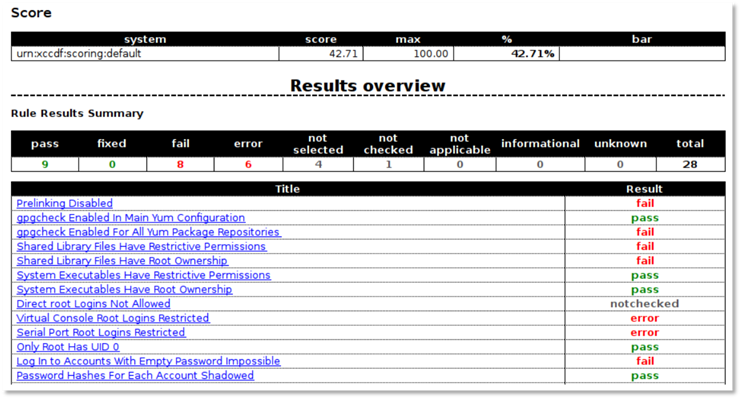 Score
system score max % bar
urn:xccdf:scoring:default 42.71 100.00 42.71%
Results overview
Rule Results Summary
pass fixed fail error not selected not checked not applicable informational unknown total
9 0 8 6 4 1 0 0 0 28
Title Result
Prelinking Disabled fail
gpgcheck Enabled In Main Yum Configuration pass
gpgcheck Enabled For All Yum Package Repositories fail
Shared Library Files Have Restrictive Permissions fail
Shared Library Files Have Root Ownership fail
System Executables Have Restrictive Permissions pass
System Executables Have Root Ownership pass
Direct root Logins Not Allowed notchecked
Virtual Console Root Logins Restricted error
Serial Port Root Logins Restricted error
Only Root Has UID 0 pass
Log In to Accounts With Empty Password Impossible fail
Password Hashes For Each Account Shadowed pass